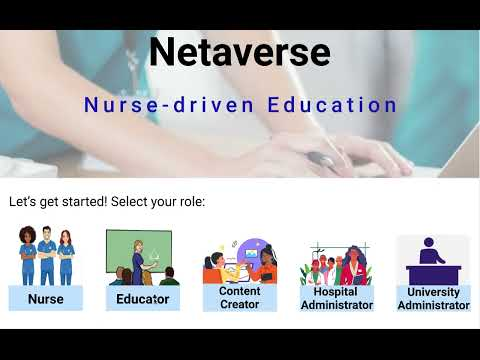 Netaverse
Nurse-driven Education
Let's get started! Select your role:
Nurse
Educator
Content
Creator
Hospital
Administrator
University
Administrator